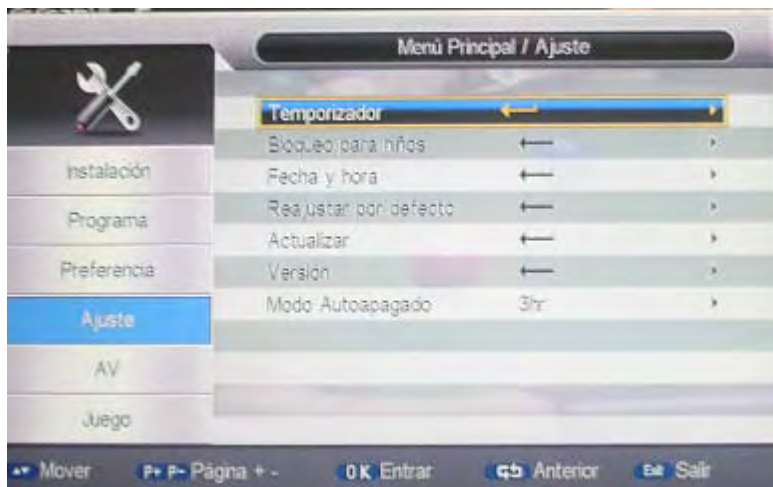 Menú Principal / Ajuste
Temporizador
Bloqueo para niños
Fecha y hora
Reajustar por defecto
Actualizar
Versión
Modo Autoapagado 3hr
Instalación
Programa
Preferencia
Ajuste
AV
Juego
Mover P+ P- Página + - OK Entrar Anterior Exit Salir